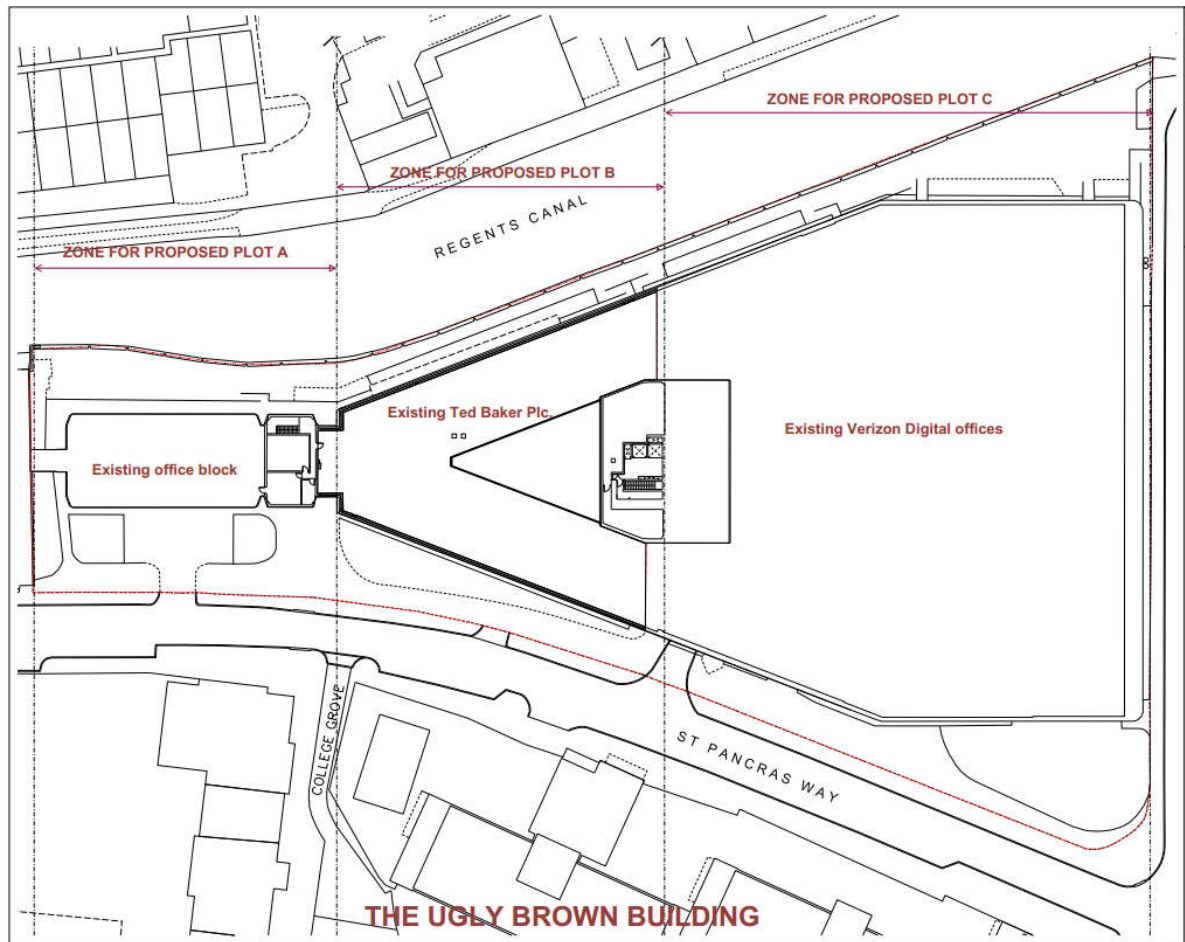 ZONE FOR PROPOSED PLOT C
ZONE FOR PROPOSED PLOT B
REGENTS CANAL
ZONE FOR PROPOSED PLOT A
Existing Ted Baker Plc.
Existing Verizon Digital offices
Existing office block
COLLEGE GROVE
ST PANCRAS WAY
THE UGLY BROWN BUILDING